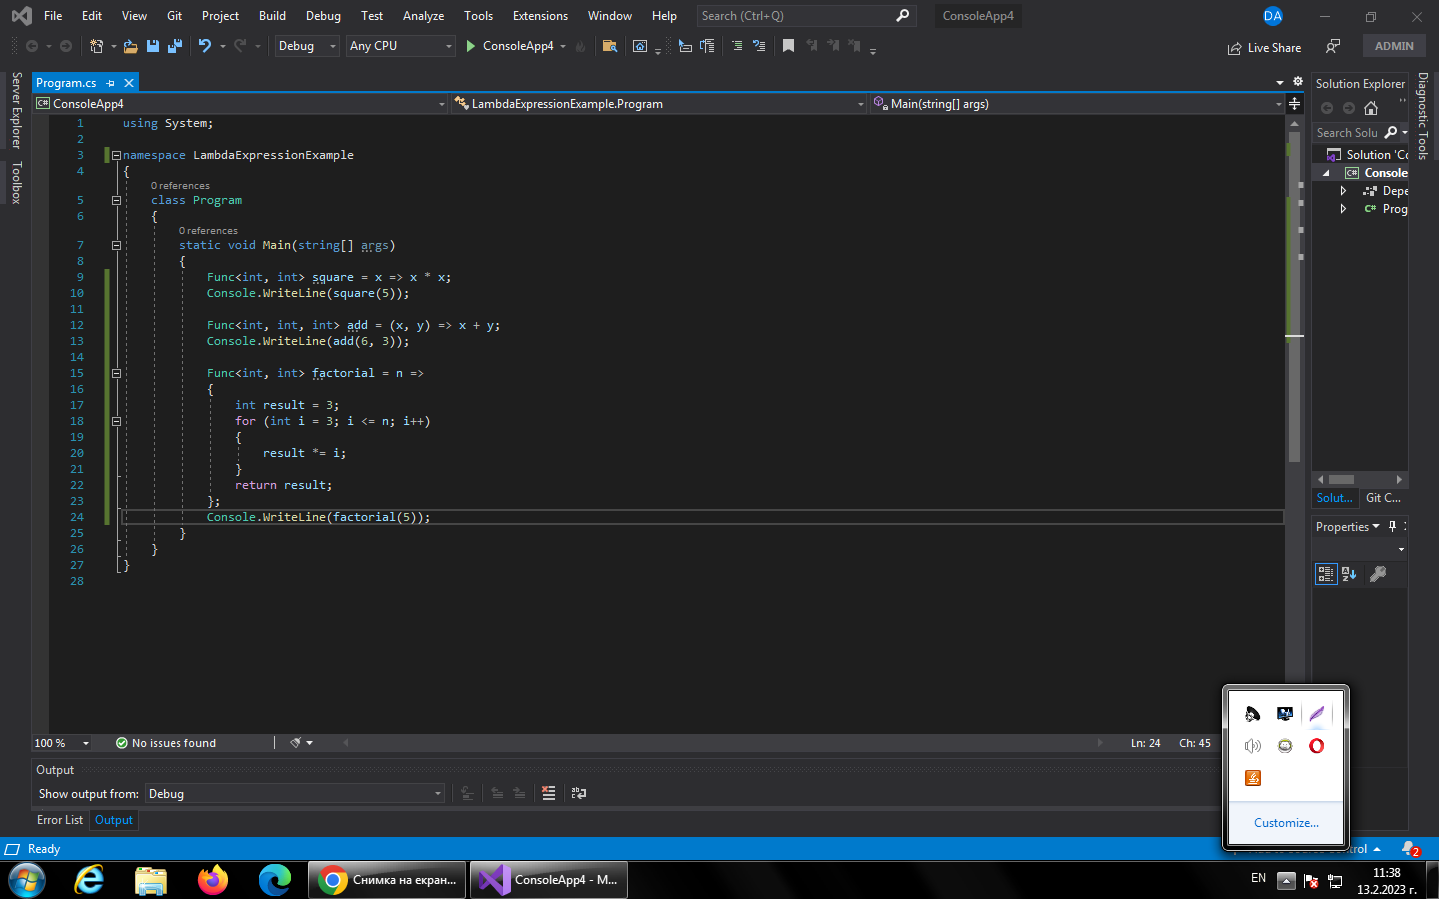 File Edit View Git Project Build Debug Test Analyze Tools Extensions Window Help Search (Ctrl+Q) ConsoleApp4 DA
Debug Any CPU ConsoleApp4 Live Share ADMIN
Server Explorer
Toolbox
Program.cs
ConsoleApp4 LambdaExpressionExample.Program Main(string[] args)
1 using System;
2
3 namespace LambdaExpressionExample
4 {
0 references
5 class Program
6 {
0 references
7 static void Main(string[] args)
8 {
9 Func<int, int> square = x => x * x;
10 Console.WriteLine(square(5));
11
12 Func<int, int, int> add = (x, y) => x + y;
13 Console.WriteLine(add(6, 3));
14
15 Func<int, int> factorial = n =>
16 {
17 int result = 3;
18 for (int i = 3; i <= n; i++)
19 {
20 result *= i;
21 }
22 return result;
23 };
24 Console.WriteLine(factorial(5));
25 }
26 }
27 }
28
100 % No issues found Ln: 24 Ch: 45
Solution Explorer
Search Solu
Solution 'Co
Console
Depe
C# Prog
Solut... Git C...
Properties
Diagnostic Tools
Output
Show output from: Debug
Error List Output
Customize...
Ready Control 2
Снимка на екран... ConsoleApp4 - M...
EN 11:38
13.2.2023 г.